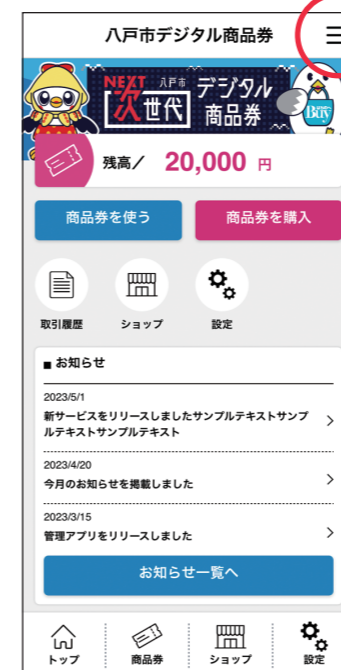 八戸市デジタル商品券
NEXT
次世代
八戸市
デジタル
商品券
Buy
残高/ 20,000 円
商品券を使う
商品券を購入
取引履歴
ショップ
設定
■ お知らせ
2023/5/1
新サービスをリリースしましたサンプルテキストサンプ
ルテキストサンプルテキスト
2023/4/20
今月のお知らせを掲載しました
2023/3/15
管理アプリをリリースしました
お知らせ一覧へ
トップ
商品券
ショップ
設定